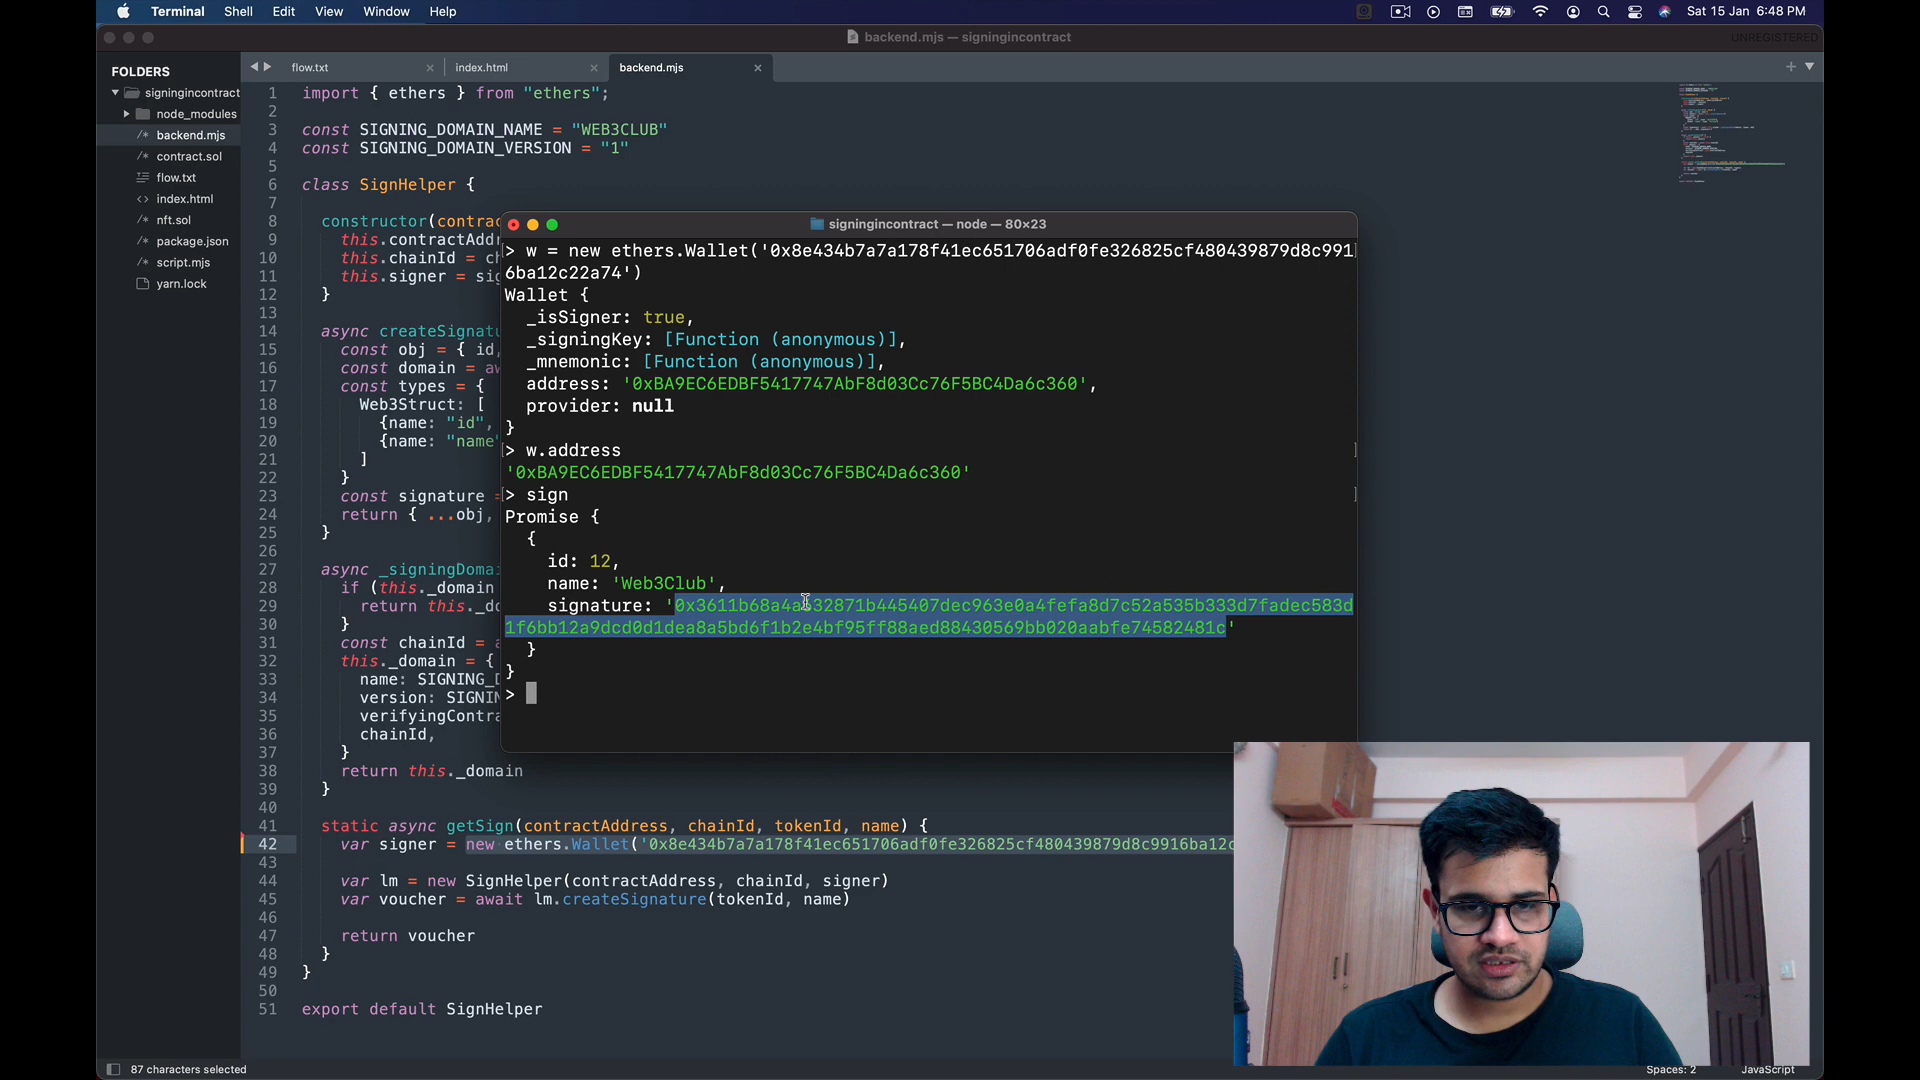 Terminal Shell Edit View Window Help Sat 15 Jan 6:48 PM
backend.mjs — signingincontract UNREGISTERED
FOLDERS
signingincontract
node_modules
backend.mjs
contract.sol
flow.txt
index.html
nft.sol
package.json
script.mjs
yarn.lock
flow.txt index.html backend.mjs
1 import { ethers } from "ethers";
2
3 const SIGNING_DOMAIN_NAME = "WEB3CLUB"
4 const SIGNING_DOMAIN_VERSION = "1"
5
6 class SignHelper {
7
8 constructor(contra
9 this.contractAddr
10 this.chainId = ch
11 this.signer = sig
12 }
13
14 async createSignatu
15 const obj = { id,
16 const domain = aw
17 const types = {
18 Web3Struct: [
19 {name: "id",
20 {name: "name"
21 ]
22 }
23 const signature =
24 return { ...obj,
25 }
26
27 async _signingDoma
28 if (this._domain
29 return this._do
30 }
31 const chainId = a
32 this._domain = {
33 name: SIGNING_D
34 version: SIGNIN
35 verifyingContra
36 chainId,
37 }
38 return this._domain
39 }
40
41 static async getSign(contractAddress, chainId, tokenId, name) {
42 var signer = new ethers.Wallet('0x8e434b7a7a178f41ec651706adf0fe326825cf480439879d8c9916ba12c
43
44 var lm = new SignHelper(contractAddress, chainId, signer)
45 var voucher = await lm.createSignature(tokenId, name)
46
47 return voucher
48 }
49 }
50
51 export default SignHelper
signingincontract — node — 80×23
> w = new ethers.Wallet('0x8e434b7a7a178f41ec651706adf0fe326825cf480439879d8c991
6ba12c22a74')
Wallet {
_isSigner: true,
_signingKey: [Function (anonymous)],
_mnemonic: [Function (anonymous)],
address: '0xBA9EC6EDBF5417747AbF8d03Cc76F5BC4Da6c360',
provider: null
}
> w.address
'0xBA9EC6EDBF5417747AbF8d03Cc76F5BC4Da6c360'
> sign
Promise {
{
id: 12,
name: 'Web3Club',
signature:
1f6bb12a9dcd0d1dea8a5bd6f1b2e4bf95ff88aed88430569bb020aabfe74582481c'
}
}
>
87 characters selected Spaces: 2 JavaScript